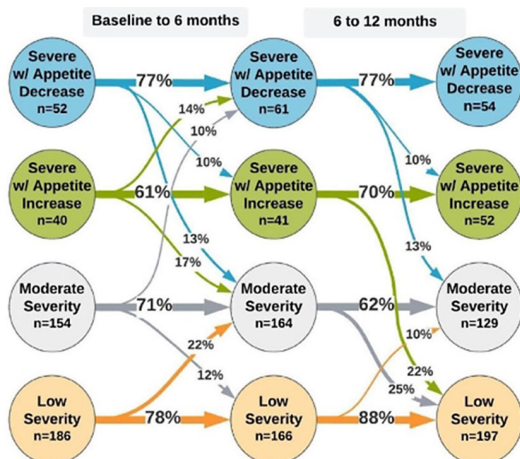 Baseline to 6 months
6 to 12 months
Severe
w/ Appetite
Decrease
n=52
77%
Severe
w/ Appetite
Decrease
n=61
77%
Severe
w/ Appetite
Decrease
n=54
14%
10%
10%
10%
Severe
w/ Appetite
Increase
n=40
61%
Severe
w/ Appetite
Increase
n=41
70%
Severe
w/ Appetite
Increase
n=52
13%
13%
17%
Moderate
Severity
n=154
71%
Moderate
Severity
n=164
62%
Moderate
Severity
n=129
22%
10%
12%
22%
25%
Low
Severity
n=186
78%
Low
Severity
n=166
88%
Low
Severity
n=197